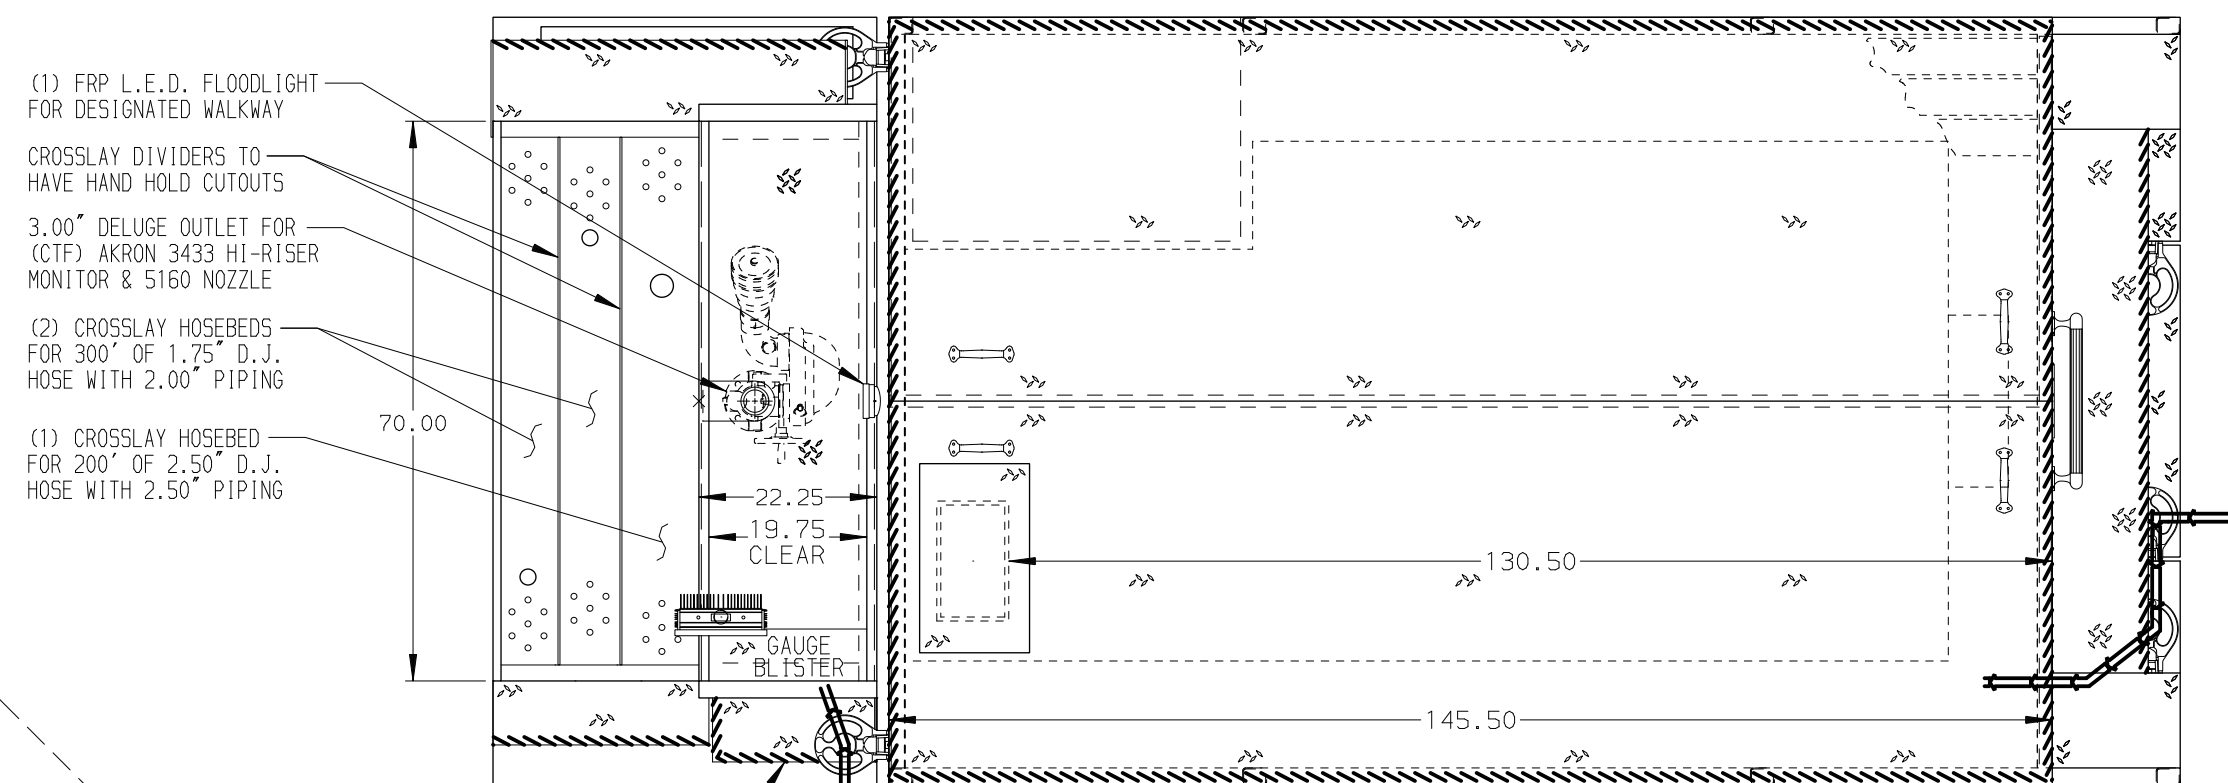 (1) FRP L.E.D. FLOODLIGHT
FOR DESIGNATED WALKWAY
CROSSLAY DIVIDERS TO
HAVE HAND HOLD CUTOUTS
3.00" DELUGE OUTLET FOR
(CTF) AKRON 3433 HI-RISER
MONITOR & 5160 NOZZLE
(2) CROSSLAY HOSEBEDS
FOR 300' OF 1.75" D.J.
HOSE WITH 2.00" PIPING
(1) CROSSLAY HOSEBED
FOR 200' OF 2.50" D.J.
HOSE WITH 2.50" PIPING
70.00
22.25
19.75
CLEAR
GAUGE
BLISTER
130.50
145.50